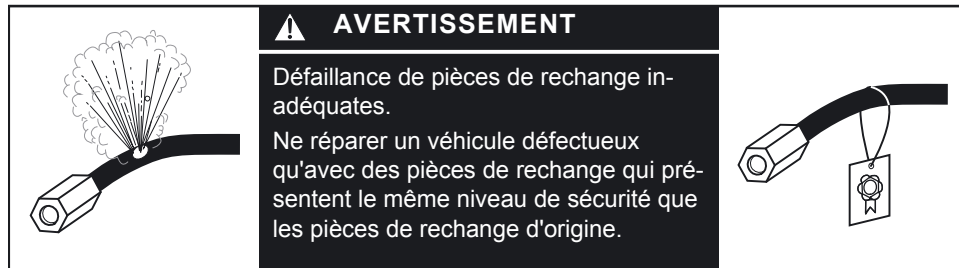 AVERTISSEMENT
Défaillance de pièces de rechange in-
adéquates.
Ne réparer un véhicule défectueux
qu'avec des pièces de rechange qui pré-
sentent le même niveau de sécurité que
les pièces de rechange d'origine.